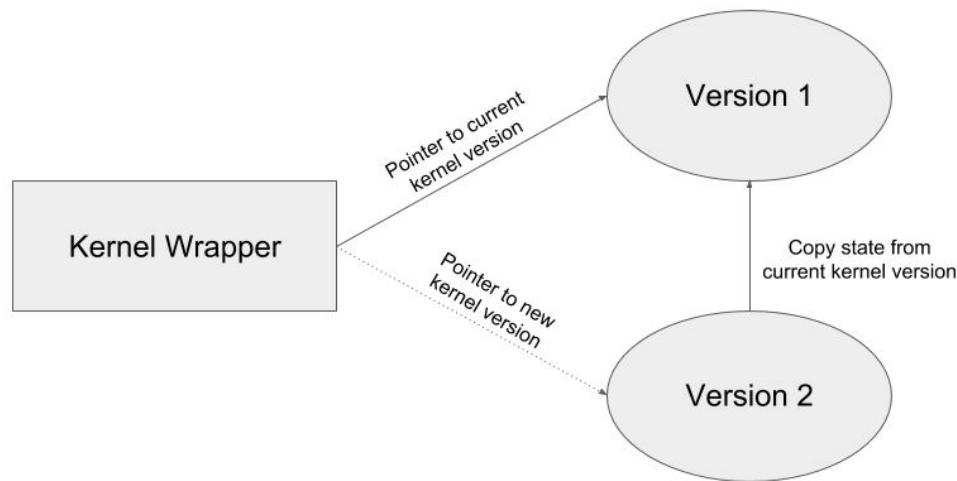 Kernel Wrapper
Pointer to current
kernel version
Version 1
Pointer to new
kernel version
Copy state from
current kernel version
Version 2